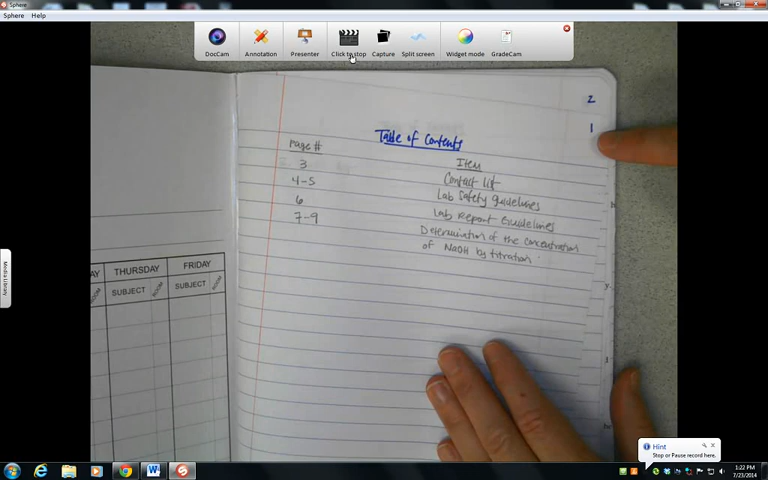 Sphere
Sphere Help
DocCam Annotation Presenter Click to stop Capture Split screen Widget mode GradeCam
2
1
Table of Contents
Page # Item
3 Contact list
4-5 Lab Safety guidelines
6 Lab Report Guidelines
7-9 Determination of the concentration
of NaOH by titration
THURSDAY FRIDAY
SUBJECT ROOM SUBJECT ROOM
Media Library
Hint
Stop or Pause record here.
1:22 PM
7/23/2014